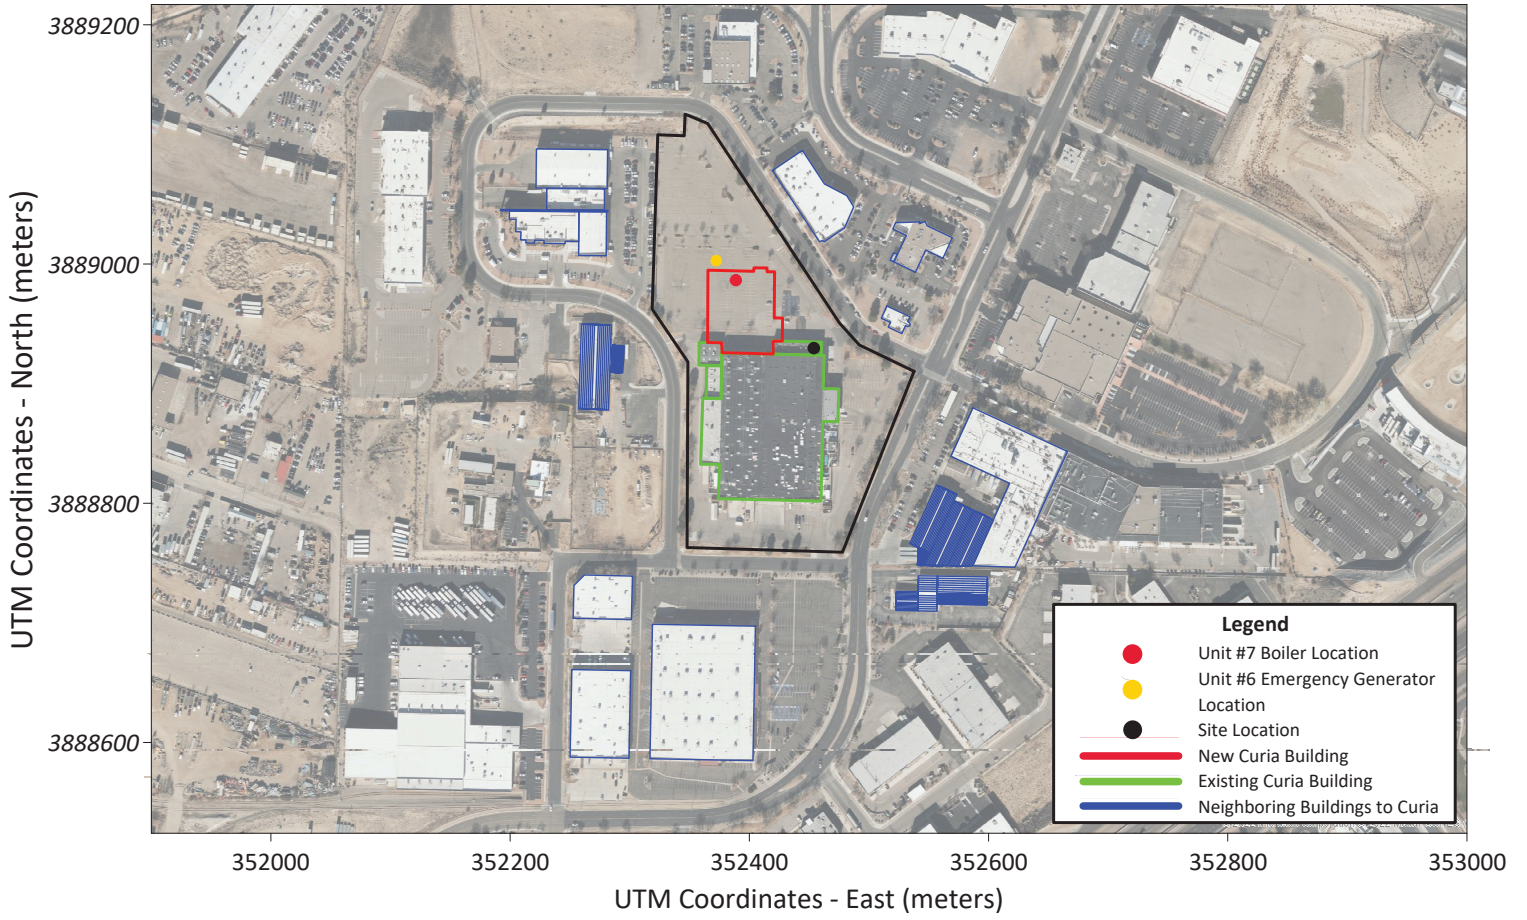 3889200
3889000
3888800
3888600
UTM Coordinates - North (meters)
352000
352200
352400
352600
352800
353000
UTM Coordinates - East (meters)
Legend
Unit #7 Boiler Location
Unit #6 Emergency Generator
Location
Site Location
New Curia Building
Existing Curia Building
Neighboring Buildings to Curia